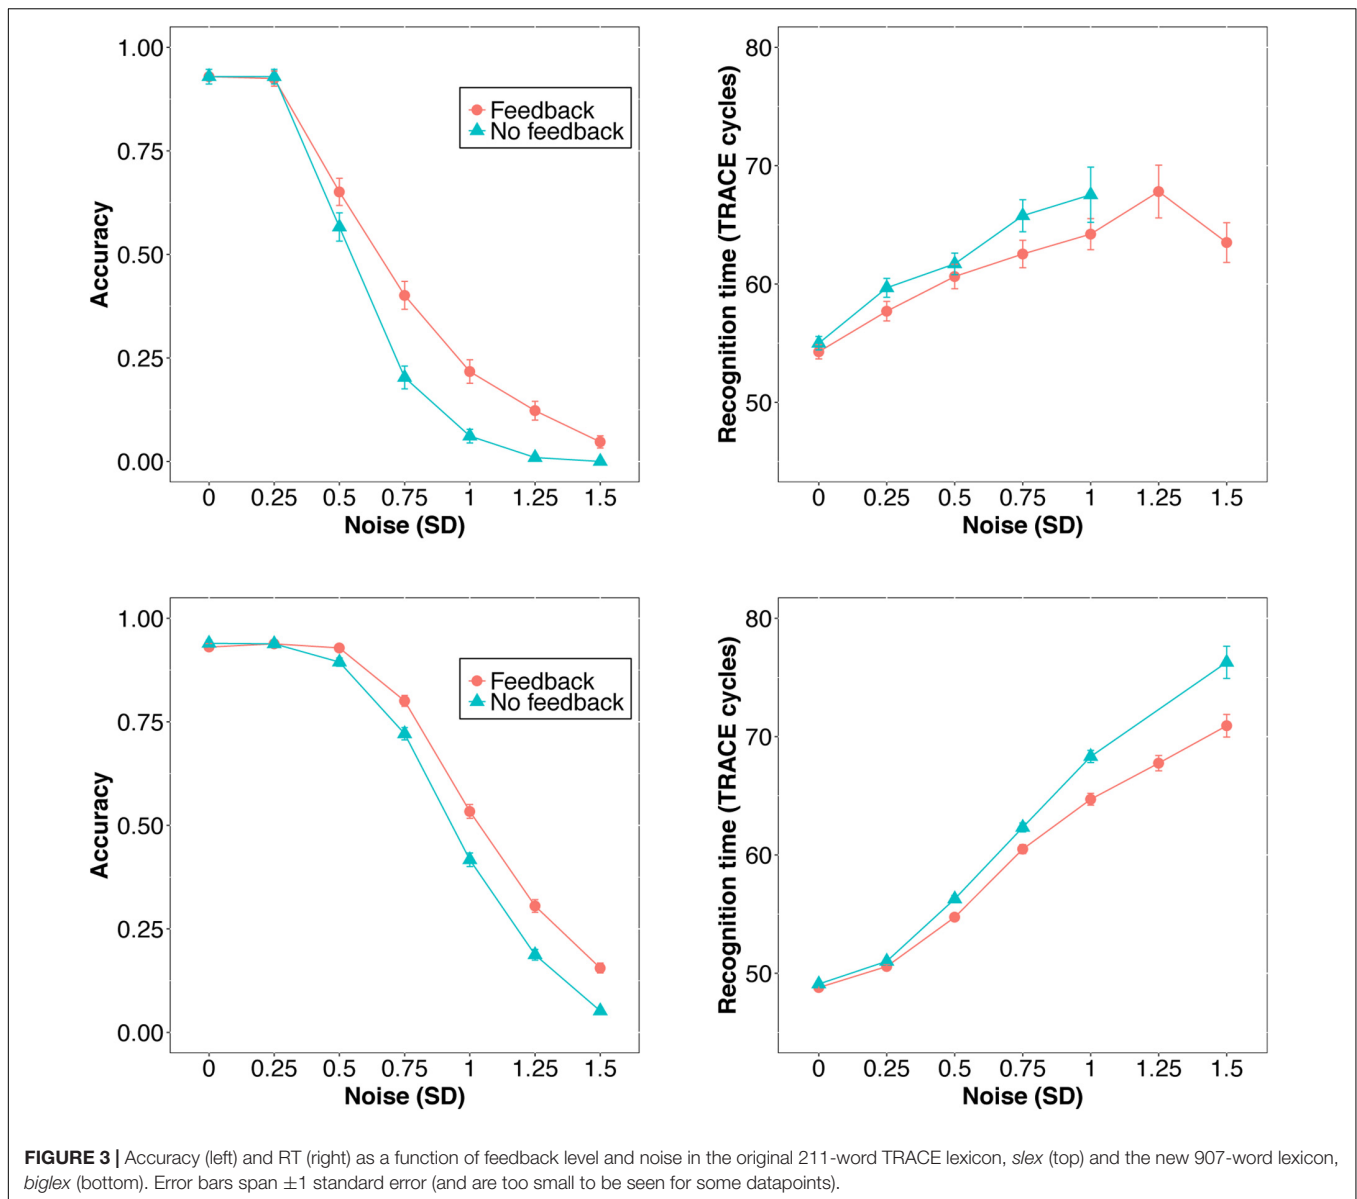 1.00
0.75
0.50
0.25
0.00
Accuracy
Feedback
No feedback
0 0.25 0.5 0.75 1 1.25 1.5
Noise (SD)
80
70
60
50
Recognition time (TRACE cycles)
0 0.25 0.5 0.75 1 1.25 1.5
Noise (SD)
1.00
0.75
0.50
0.25
0.00
Accuracy
Feedback
No feedback
0 0.25 0.5 0.75 1 1.25 1.5
Noise (SD)
80
70
60
50
Recognition time (TRACE cycles)
0 0.25 0.5 0.75 1 1.25 1.5
Noise (SD)
FIGURE 3 | Accuracy (left) and RT (right) as a function of feedback level and noise in the original 211-word TRACE lexicon, slex (top) and the new 907-word lexicon,
biglex (bottom). Error bars span ±1 standard error (and are too small to be seen for some datapoints).